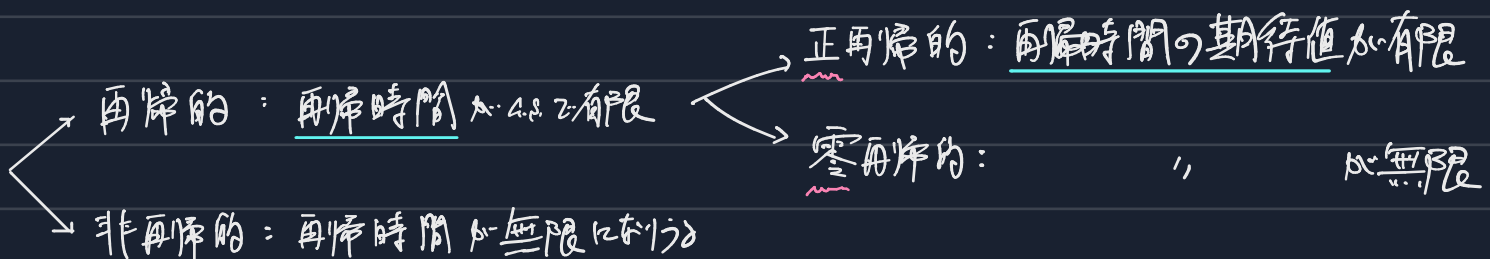 正再帰的：再帰時間の期待値が有限
再帰的：再帰時間がa.s.で有限
零再帰的：　〃　が無限
非再帰的：再帰時間が無限になりうる